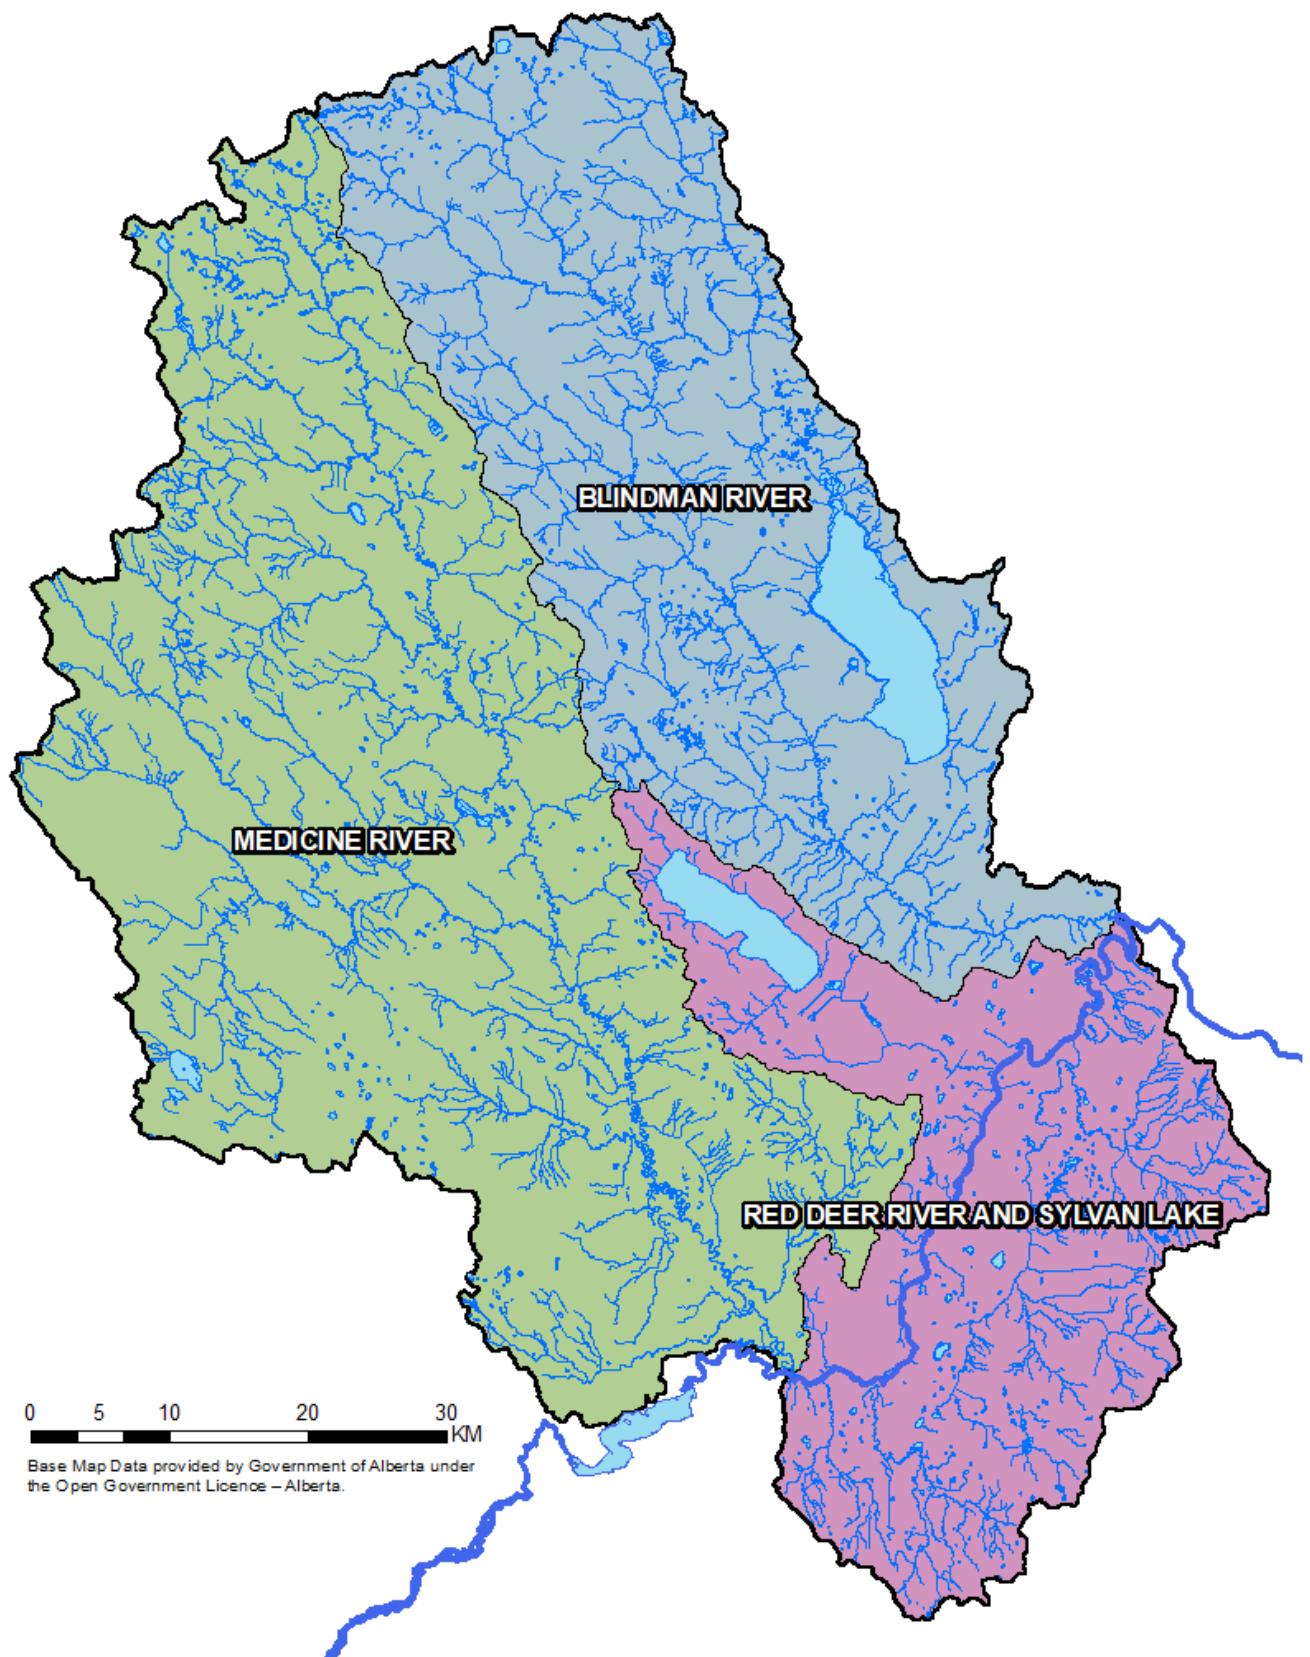 BLINDMAN RIVER
MEDICINE RIVER
RED DEER RIVER AND SYLVAN LAKE
0 5 10 20 30
KM
Base Map Data provided by Government of Alberta under
the Open Government Licence – Alberta.